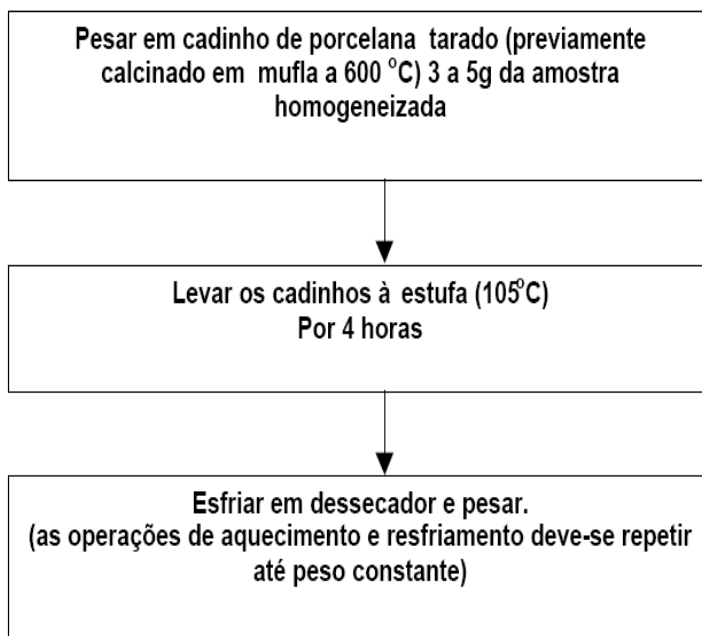 Pesar em cadinho de porcelana tarado (previamente
calcinado em mufla a 600 °C) 3 a 5g da amostra
homogeneizada
Levar os cadinhos à estufa (105°C)
Por 4 horas
Esfriar em dessecador e pesar.
(as operações de aquecimento e resfriamento deve-se repetir
até peso constante)